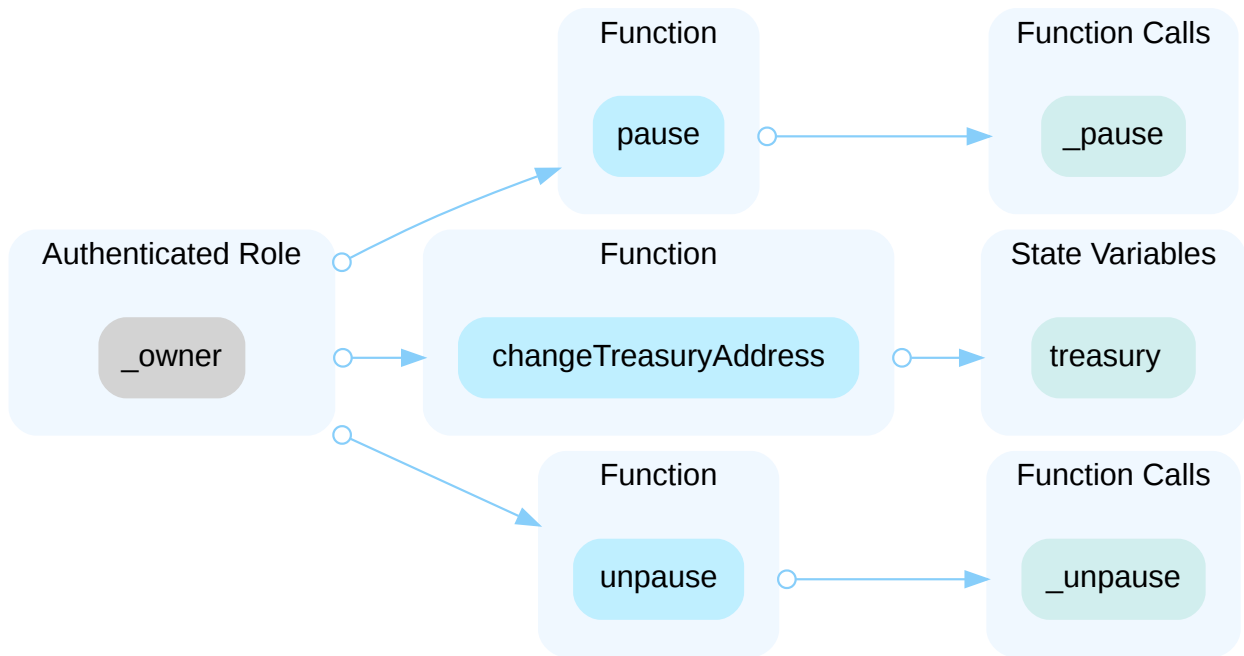 Function
pause
Function Calls
_pause
Authenticated Role
_owner
Function
changeTreasuryAddress
State Variables
treasury
Function
unpause
Function Calls
_unpause